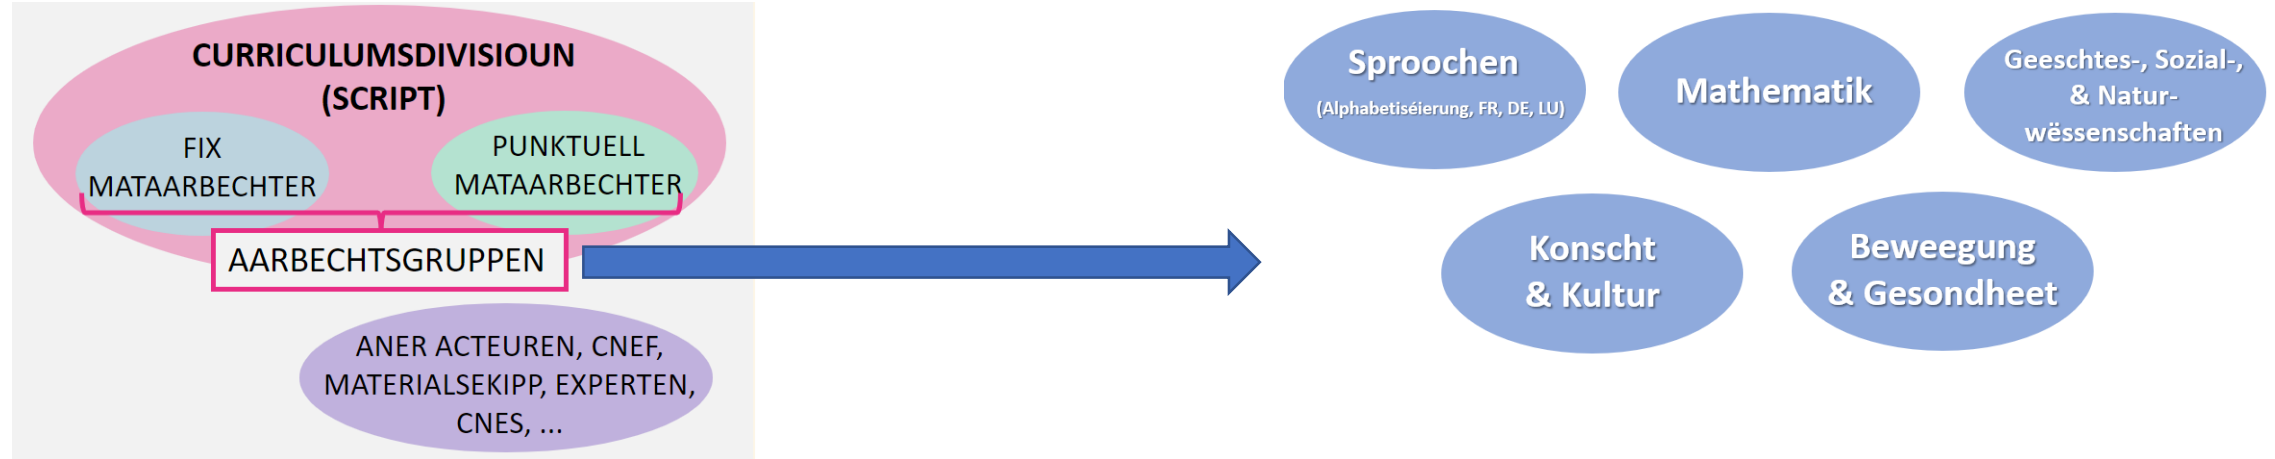 CURRICULUMSDIVISIOUN
(SCRIPT)
FIX
MATAARBECHTER
PUNKTUELL
MATAARBECHTER
AARBECHTSGRUPPEN
ANER ACTEUREN, CNEF,
MATERIALSEKIPP, EXPERTEN,
CNES, ...
Sproochen
(Alphabetiséierung, FR, DE, LU)
Mathematik
Geeschtes-, Sozial-,
& Natur-
wëssenschaften
Konscht
& Kultur
Beweegung
& Gesondheet